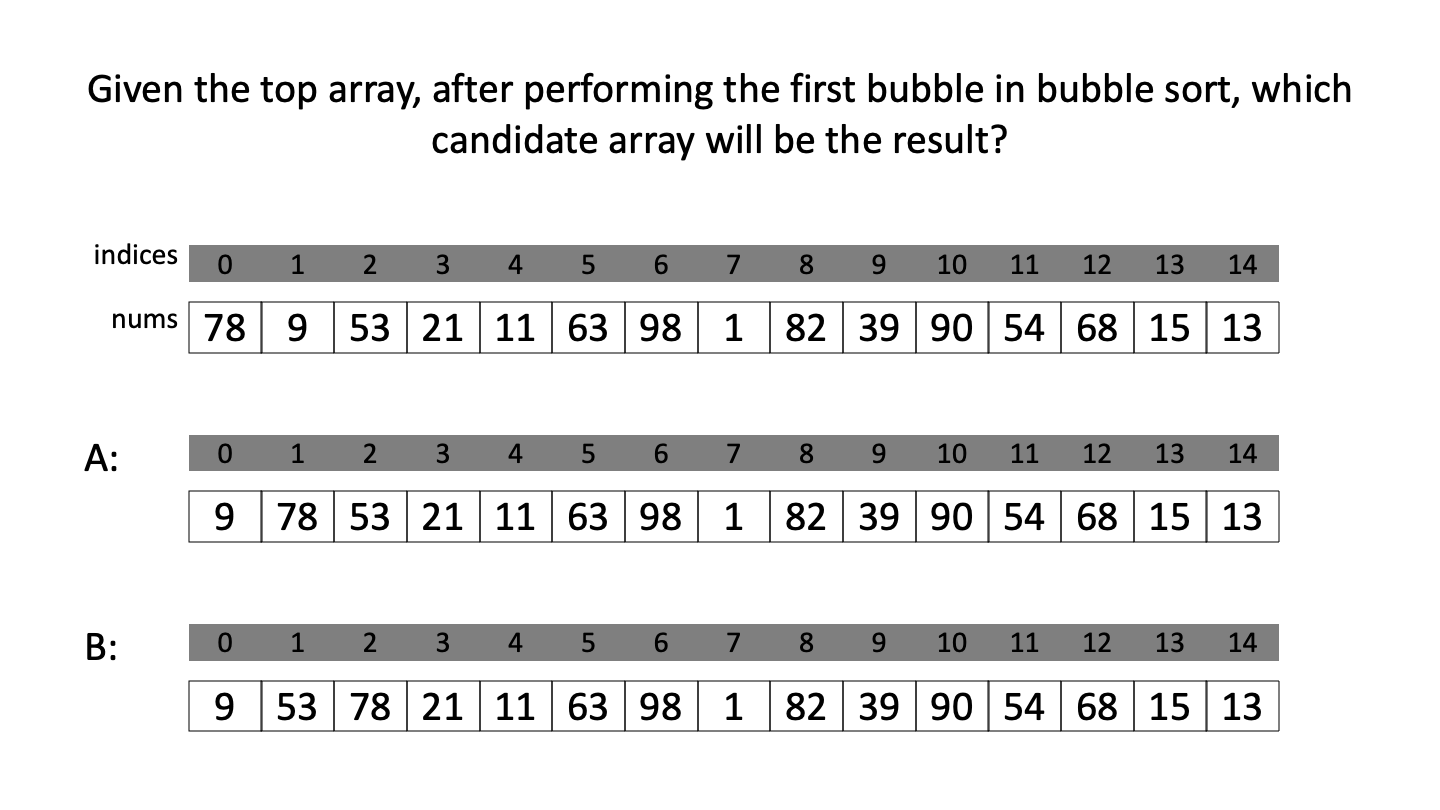 Given the top array, after performing the first bubble in bubble sort, which
candidate array will be the result?
indices 0 1 2 3 4 5 6 7 8 9 10 11 12 13 14
nums 78 9 53 21 11 63 98 1 82 39 90 54 68 15 13
A: 0 1 2 3 4 5 6 7 8 9 10 11 12 13 14
9 78 53 21 11 63 98 1 82 39 90 54 68 15 13
B: 0 1 2 3 4 5 6 7 8 9 10 11 12 13 14
9 53 78 21 11 63 98 1 82 39 90 54 68 15 13